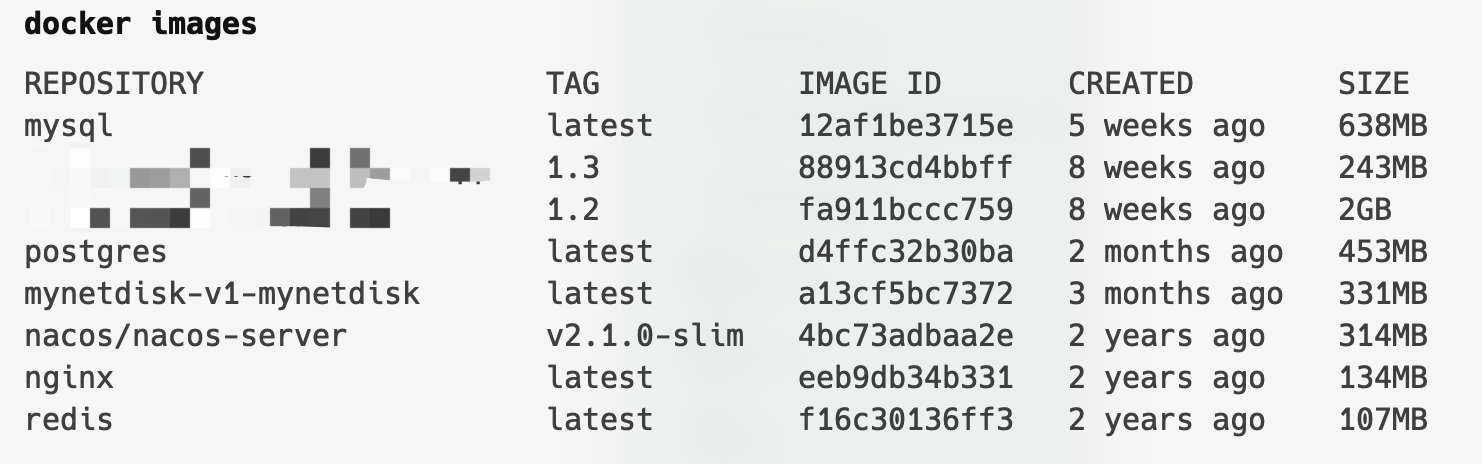 docker images
REPOSITORY TAG IMAGE ID CREATED SIZE
mysql latest 12af1be3715e 5 weeks ago 638MB
1.3 88913cd4bbff 8 weeks ago 243MB
1.2 fa911bccc759 8 weeks ago 2GB
postgres latest d4ffc32b30ba 2 months ago 453MB
mynetdisk-v1-mynetdisk latest a13cf5bc7372 3 months ago 331MB
nacos/nacos-server v2.1.0-slim 4bc73adbaa2e 2 years ago 314MB
nginx latest eeb9db34b331 2 years ago 134MB
redis latest f16c30136ff3 2 years ago 107MB